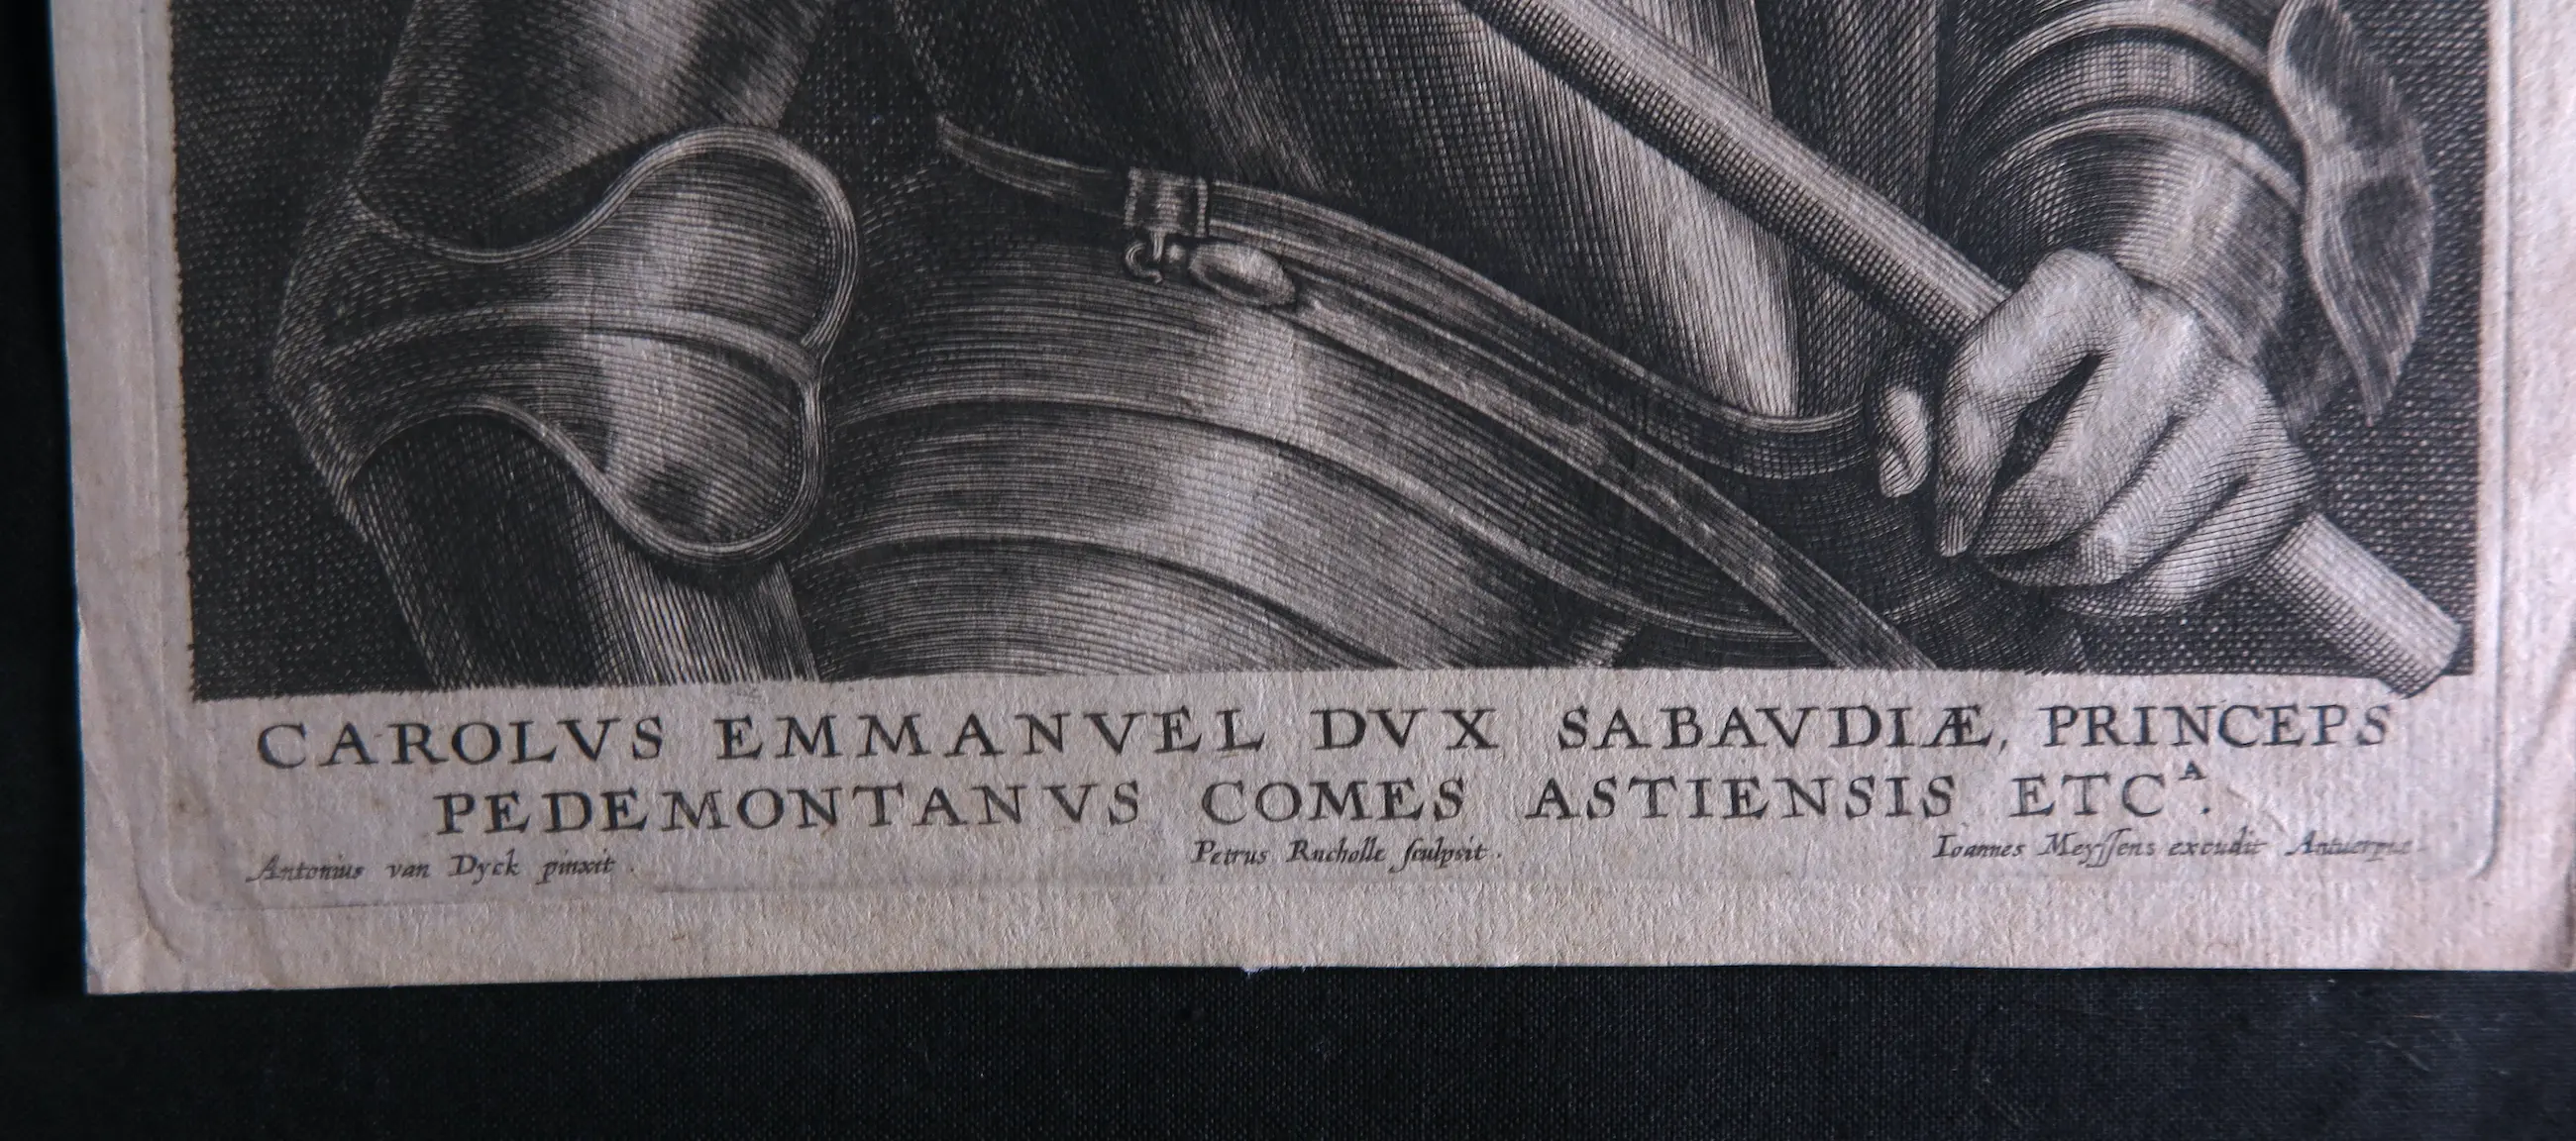 CAROLVS EMMANVEL DVX SABAVDIÆ, PRINCEPS
PEDEMONTANVS COMES ASTIENSIS ETCᴬ.
Antonius van Dyck pinxit. Petrus Rucholle sculpsit. Ioannes Meyssens excudit Antuerpiæ